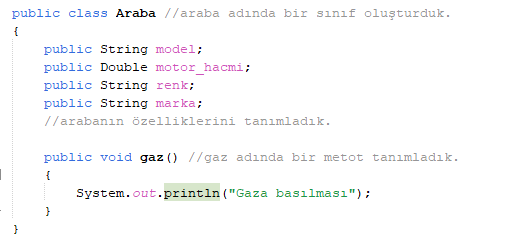 public class Araba //araba adında bir sınıf oluşturduk.
{
public String model;
public Double motor_hacmi;
public String renk;
public String marka;
//arabanın özelliklerini tanımladık.
public void gaz() //gaz adında bir metot tanımladık.
{
System.out.println("Gaza basılması");
}
}